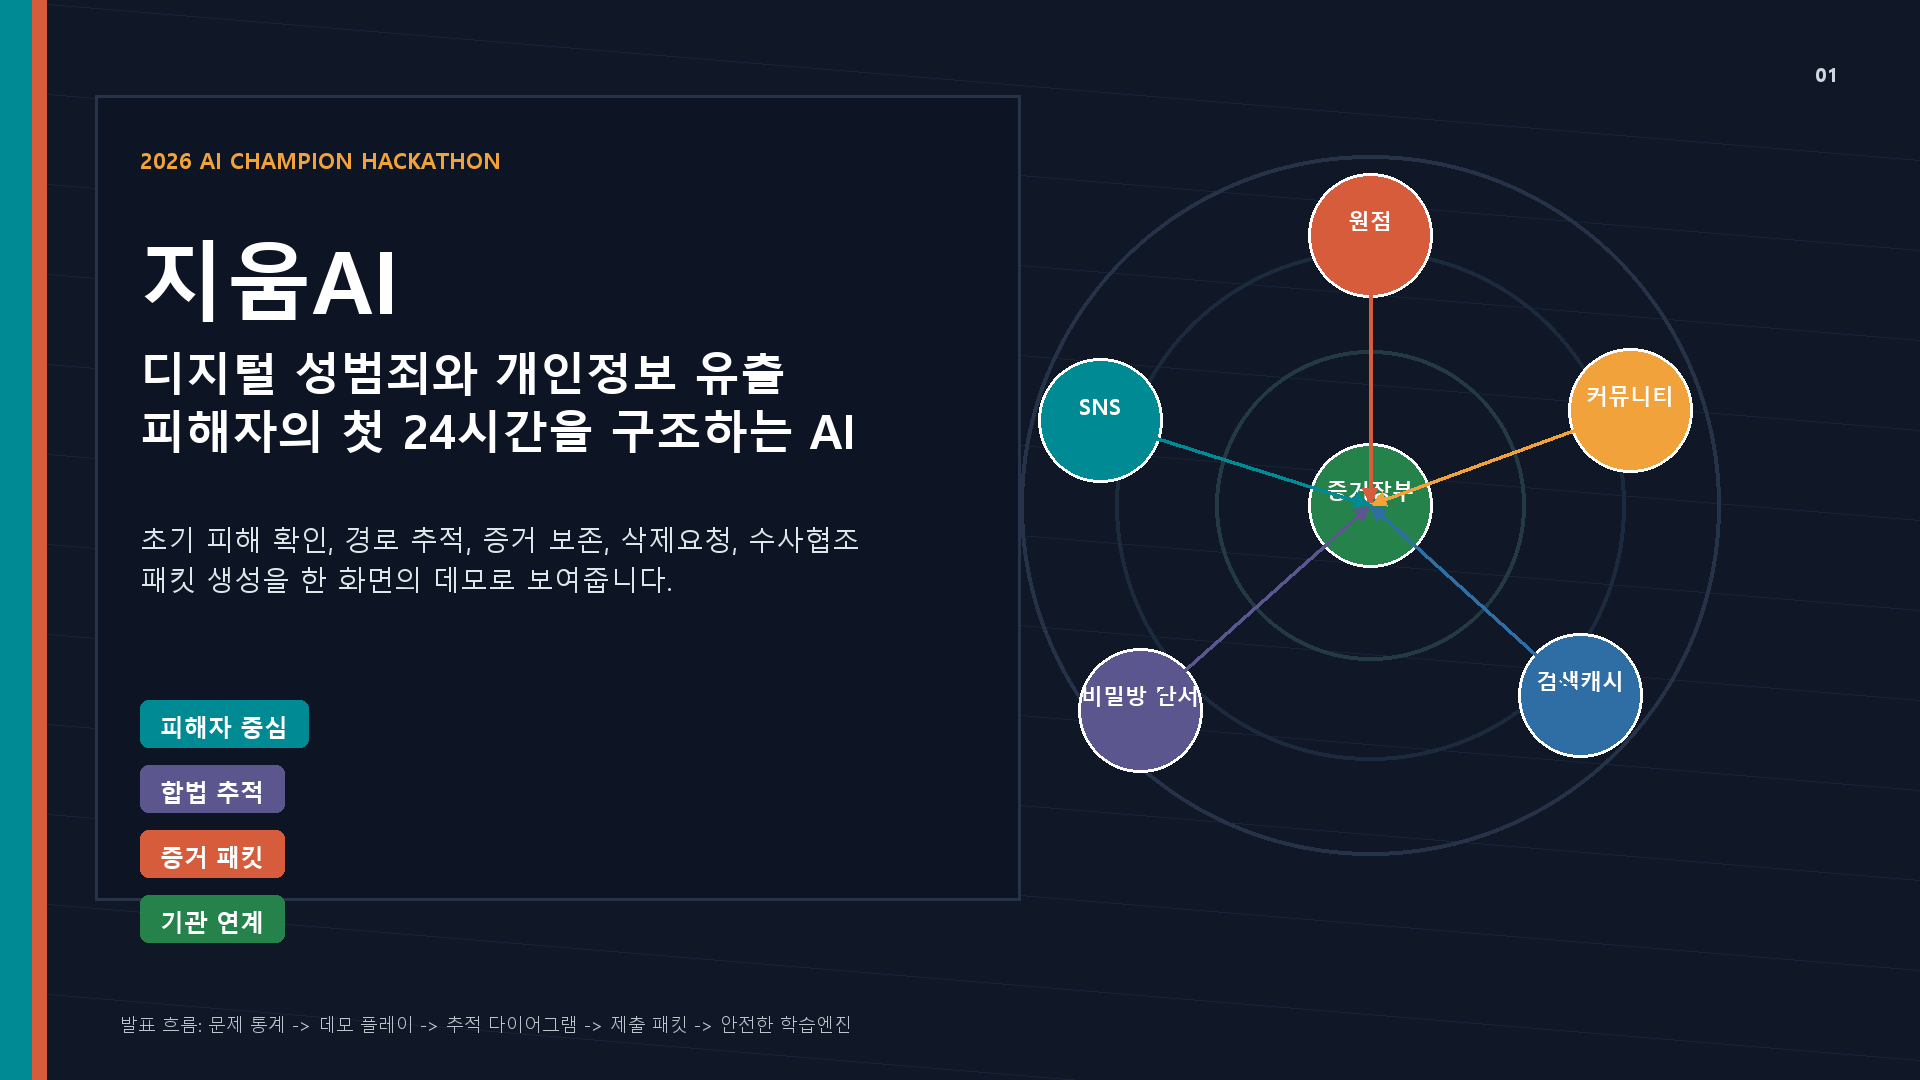 01
2026 AI CHAMPION HACKATHON
지움AI
디지털 성범죄와 개인정보 유출
피해자의 첫 24시간을 구조하는 AI
초기 피해 확인, 경로 추적, 증거 보존, 삭제요청, 수사협조
패킷 생성을 한 화면의 데모로 보여줍니다.
피해자 중심
합법 추적
증거 패킷
기관 연계
원점
SNS
커뮤니티
증거장부
비밀방 단서
검색캐시
발표 흐름: 문제 통계 -> 데모 플레이 -> 추적 다이어그램 -> 제출 패킷 -> 안전한 학습엔진